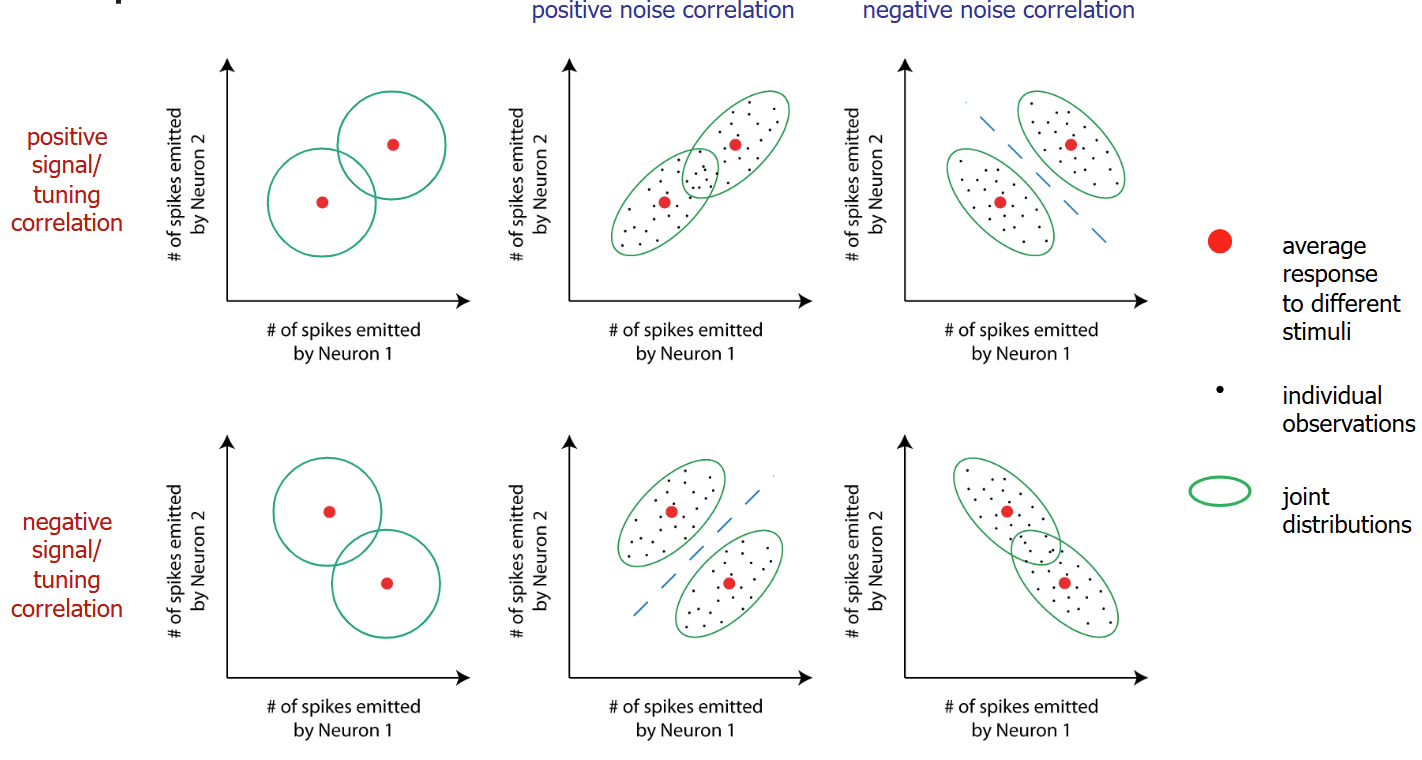 positive noise correlation
negative noise correlation
positive
signal/
tuning
correlation
# of spikes emitted
by Neuron 2
# of spikes emitted
by Neuron 1
# of spikes emitted
by Neuron 2
# of spikes emitted
by Neuron 1
# of spikes emitted
by Neuron 2
# of spikes emitted
by Neuron 1
average
response
to different
stimuli
individual
observations
joint
distributions
negative
signal/
tuning
correlation
# of spikes emitted
by Neuron 2
# of spikes emitted
by Neuron 1
# of spikes emitted
by Neuron 2
# of spikes emitted
by Neuron 1
# of spikes emitted
by Neuron 2
# of spikes emitted
by Neuron 1